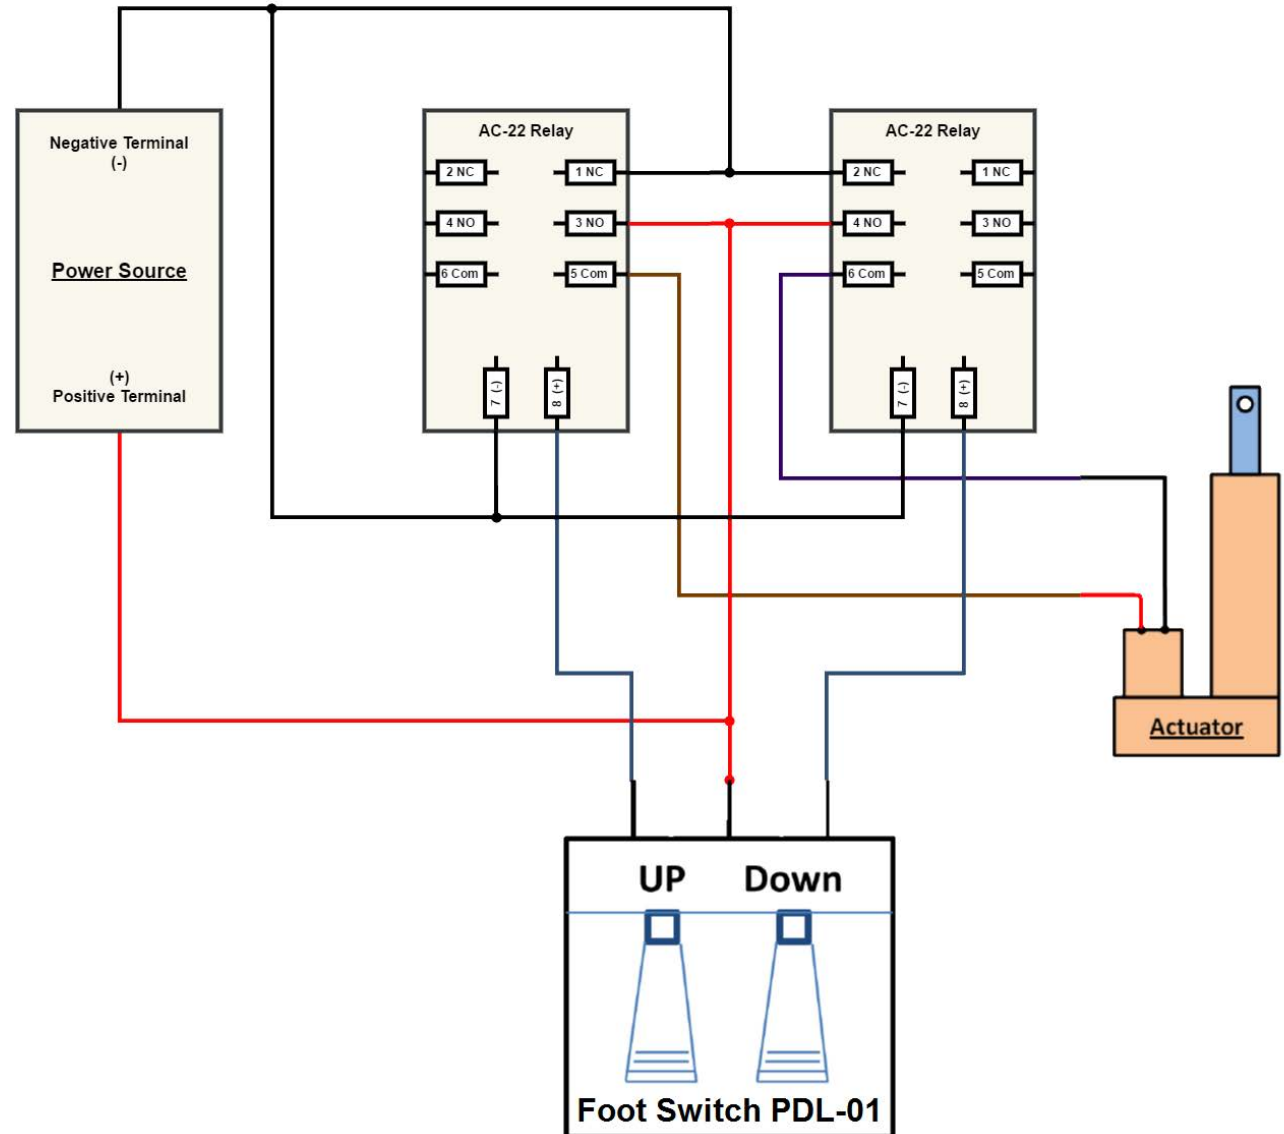 Negative Terminal
(-)
Power Source
(+)
Positive Terminal
AC-22 Relay
2 NC
1 NC
4 NO
3 NO
6 Com
5 Com
7 (-)
8 (+)
AC-22 Relay
2 NC
1 NC
4 NO
3 NO
6 Com
5 Com
7 (-)
8 (+)
Actuator
UP
Down
Foot Switch PDL-01